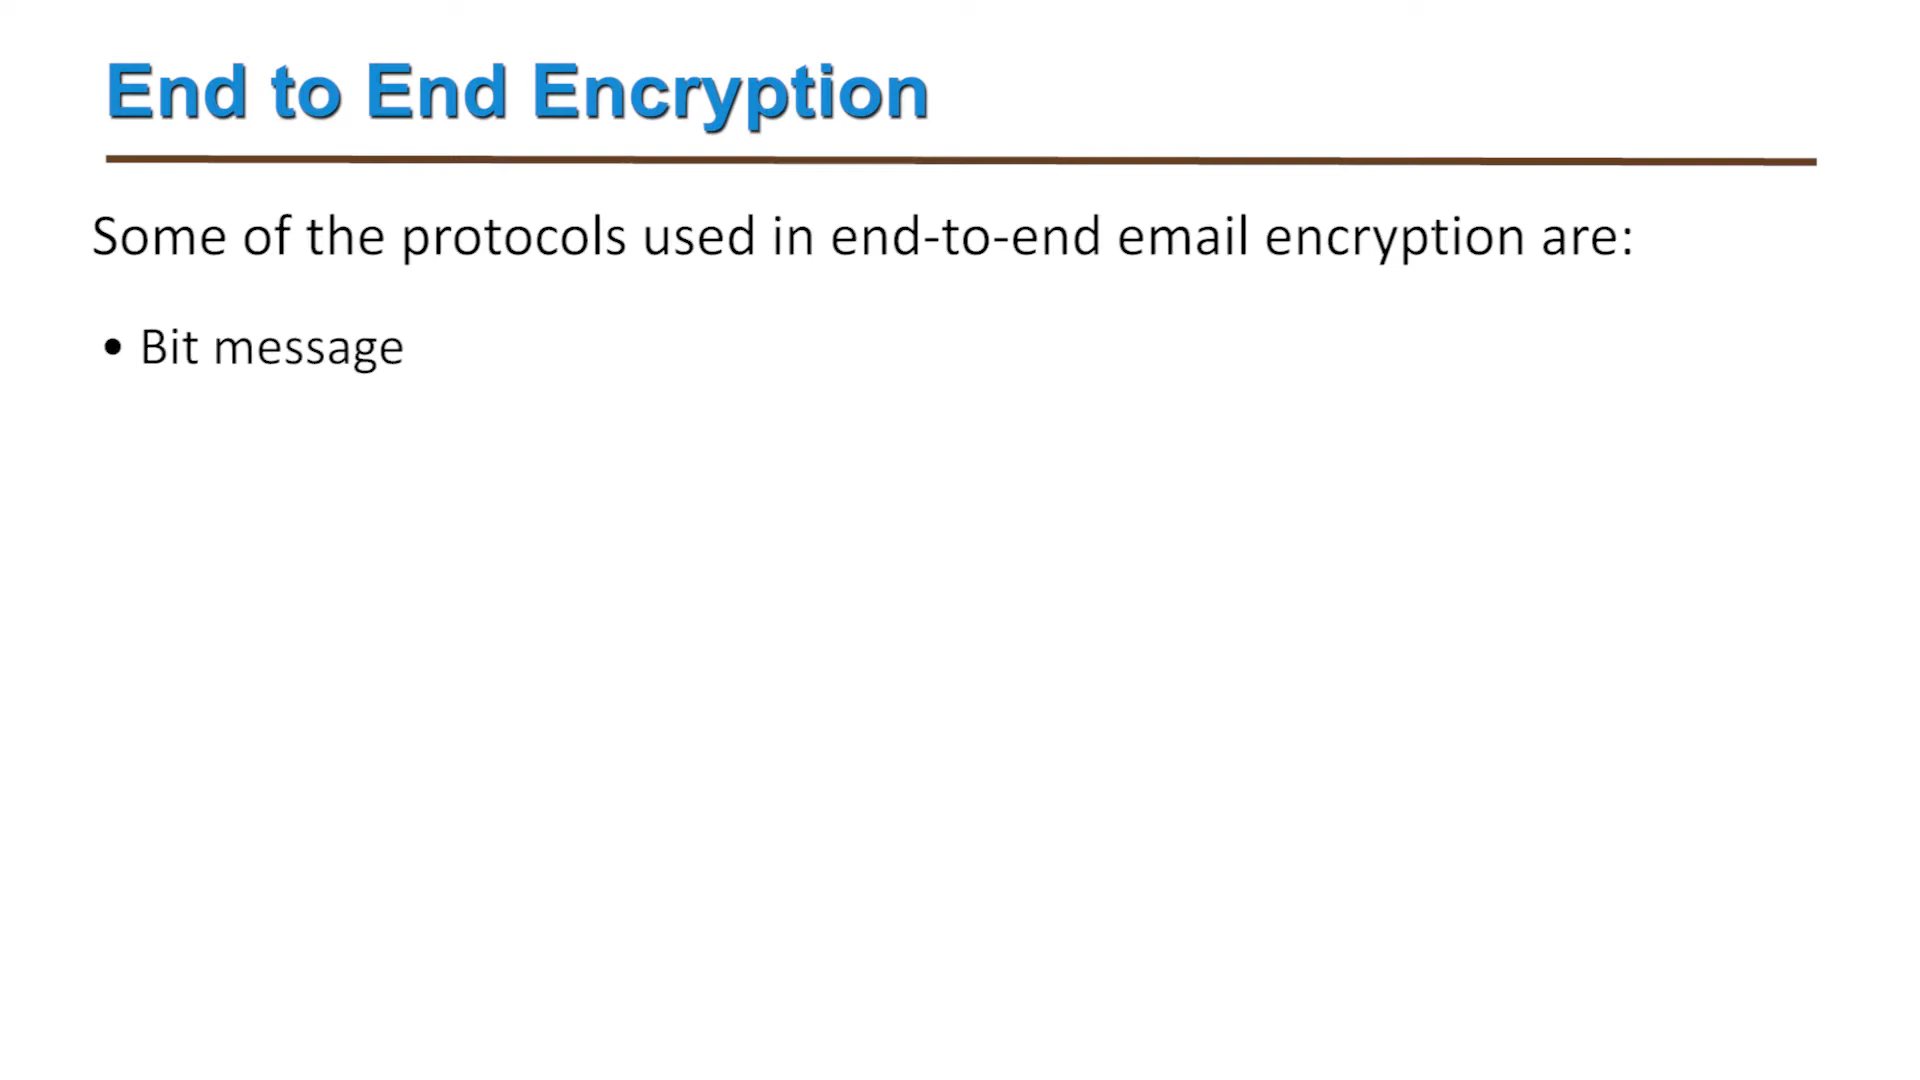 End to End Encryption
Some of the protocols used in end-to-end email encryption are:
• Bit message